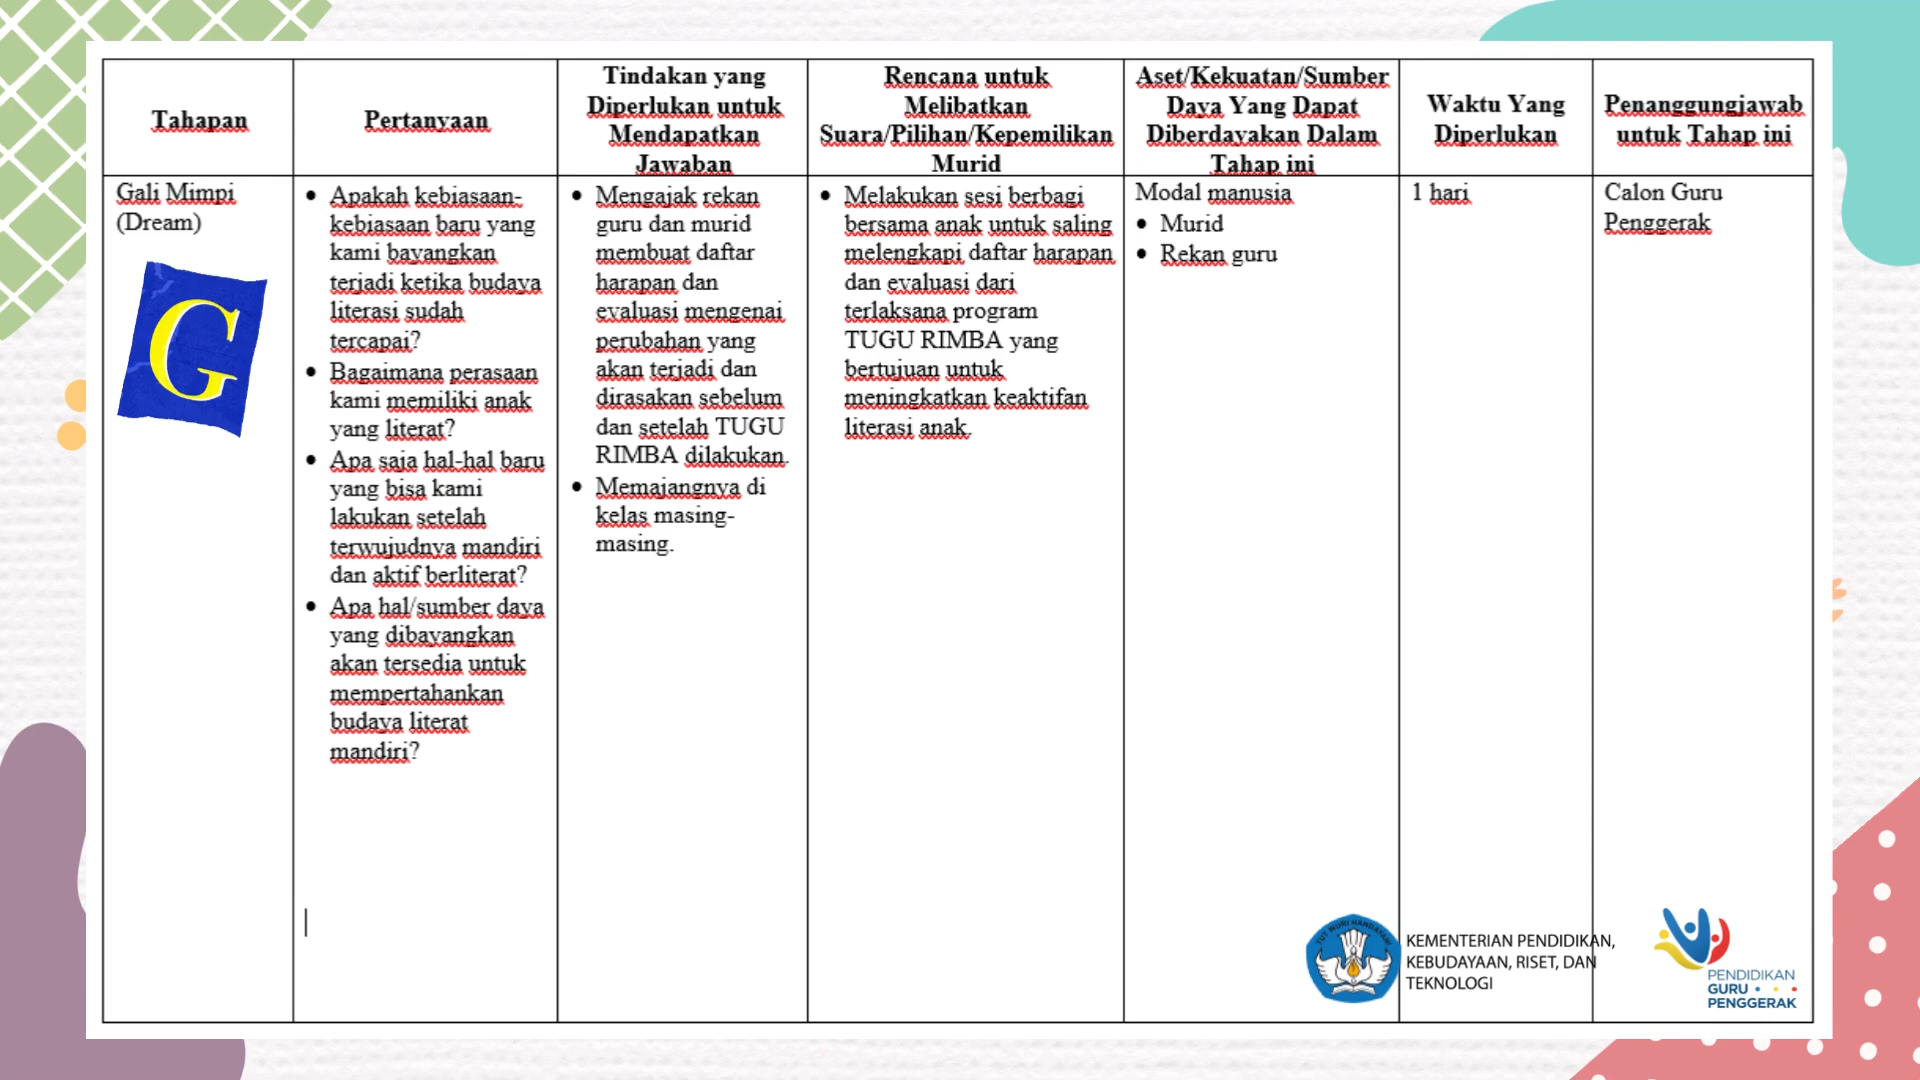 Tahapan
Pertanyaan
Tindakan yang
Diperlukan untuk
Mendapatkan
Jawaban
Rencana untuk
Melibatkan
Suara/Pilihan/Kepemilikan
Murid
Aset/Kekuatan/Sumber
Daya Yang Dapat
Diberdayakan Dalam
Tahap ini
Waktu Yang
Diperlukan
Penanggungjawab
untuk Tahap ini
Gali Mimpi
(Dream)
G
• Apakah kebiasaan-
kebiasaan baru yang
kami bayangkan
terjadi ketika budaya
literasi sudah
tercapai?
• Bagaimana perasaan
kami memiliki anak
yang literat?
• Apa saja hal-hal baru
yang bisa kami
lakukan setelah
terwujudnya mandiri
dan aktif berliterat?
• Apa hal/sumber daya
yang dibayangkan
akan tersedia untuk
mempertahankan
budaya literat
mandiri?
• Mengajak rekan
guru dan murid
membuat daftar
harapan dan
evaluasi mengenai
perubahan yang
akan terjadi dan
dirasakan sebelum
dan setelah TUGU
RIMBA dilakukan.
• Memajangnya di
kelas masing-
masing.
• Melakukan sesi berbagi
bersama anak untuk saling
melengkapi daftar harapan
dan evaluasi dari
terlaksana program
TUGU RIMBA yang
bertujuan untuk
meningkatkan keaktifan
literasi anak.
Modal manusia
• Murid
• Rekan guru
1 hari
Calon Guru
Penggerak
TUT WURI HANDAYANI
KEMENTERIAN PENDIDIKAN,
KEBUDAYAAN, RISET, DAN
TEKNOLOGI
PENDIDIKAN
GURU
PENGGERAK